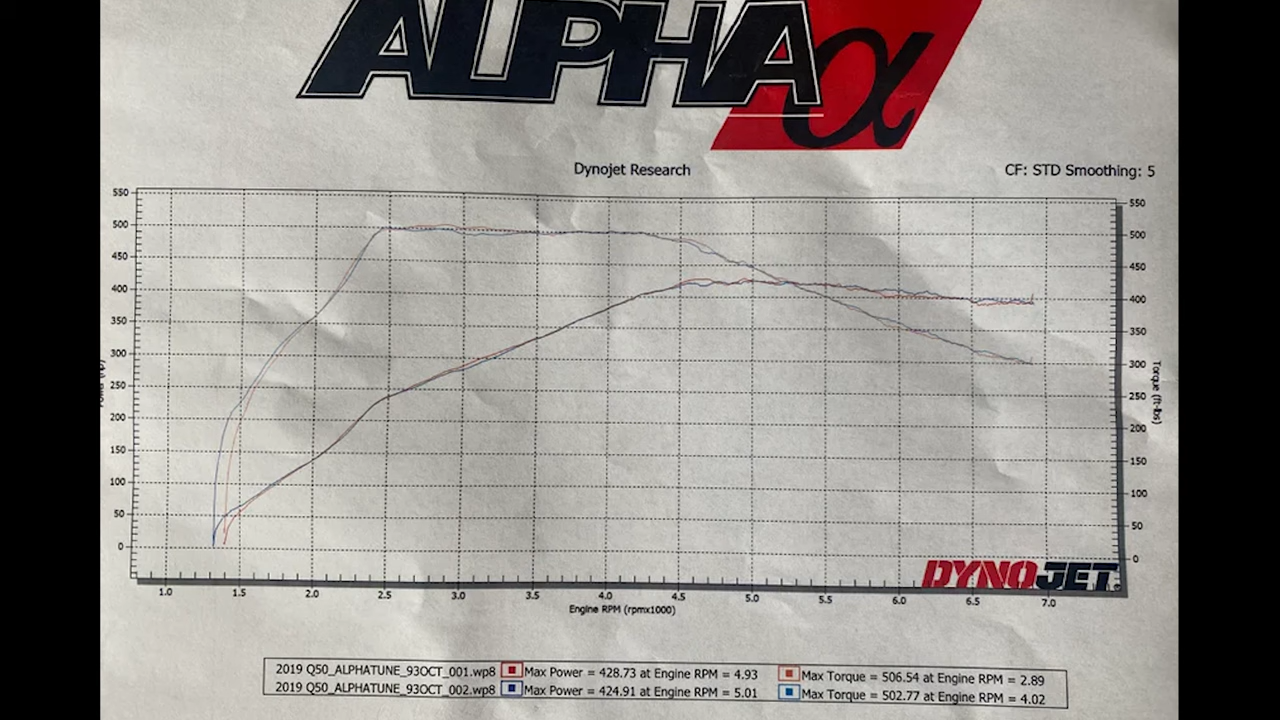 ALPHA α
Dynojet Research
CF: STD Smoothing: 5
550
500
450
400
350
300
250
200
150
100
50
0
550
500
450
400
350
300
250
200
150
100
50
0
Torque (ft-lbs)
DYNOJET
1.0 1.5 2.0 2.5 3.0 3.5 4.0 4.5 5.0 5.5 6.0 6.5 7.0
Engine RPM (rpmx1000)
2019 Q50_ALPHATUNE_93OCT_001.wp8 Max Power = 428.73 at Engine RPM = 4.93 Max Torque = 506.54 at Engine RPM = 2.89
2019 Q50_ALPHATUNE_93OCT_002.wp8 Max Power = 424.91 at Engine RPM = 5.01 Max Torque = 502.77 at Engine RPM = 4.02